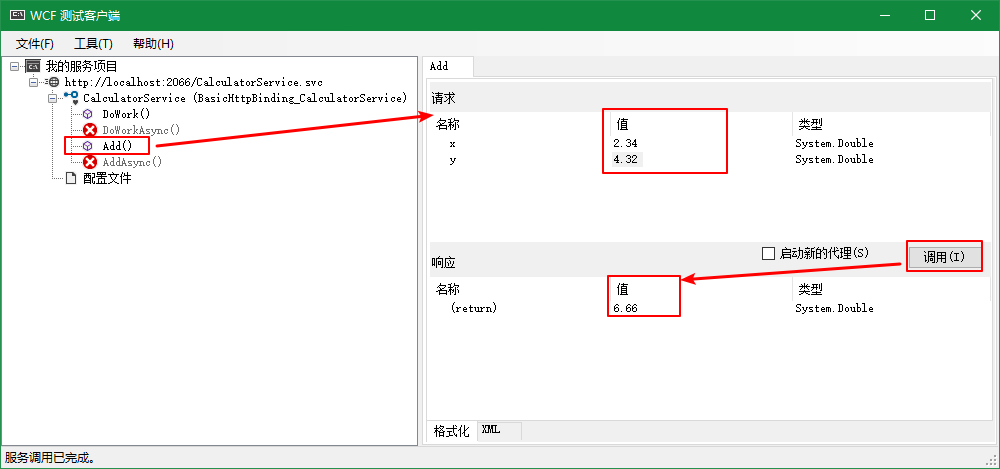 WCF 测试客户端
文件(F) 工具(T) 帮助(H)
我的服务项目
http://localhost:2066/CalculatorService.svc
CalculatorService (BasicHttpBinding_CalculatorService)
DoWork()
DoWorkAsync()
Add()
AddAsync()
配置文件
Add
请求
名称 值 类型
x 2.34 System.Double
y 4.32 System.Double
响应
启动新的代理(S) 调用(I)
名称 值 类型
(return) 6.66 System.Double
格式化 XML
服务调用已完成。